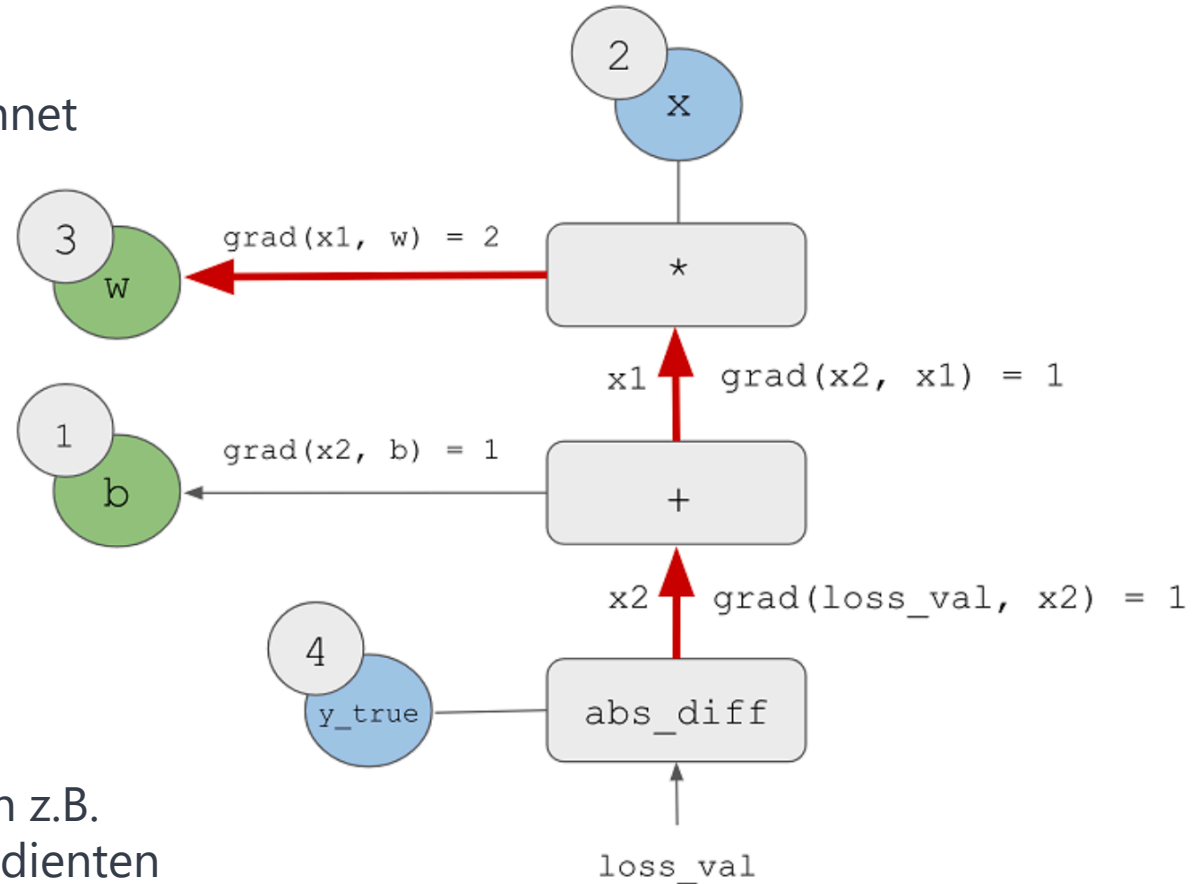 2
x
hnet
3
w
grad(x1, w) = 2
*
x1
grad(x2, x1) = 1
1
b
grad(x2, b) = 1
+
x2
grad(loss_val, x2) = 1
4
y_true
abs_diff
z.B.
dienten
loss_val